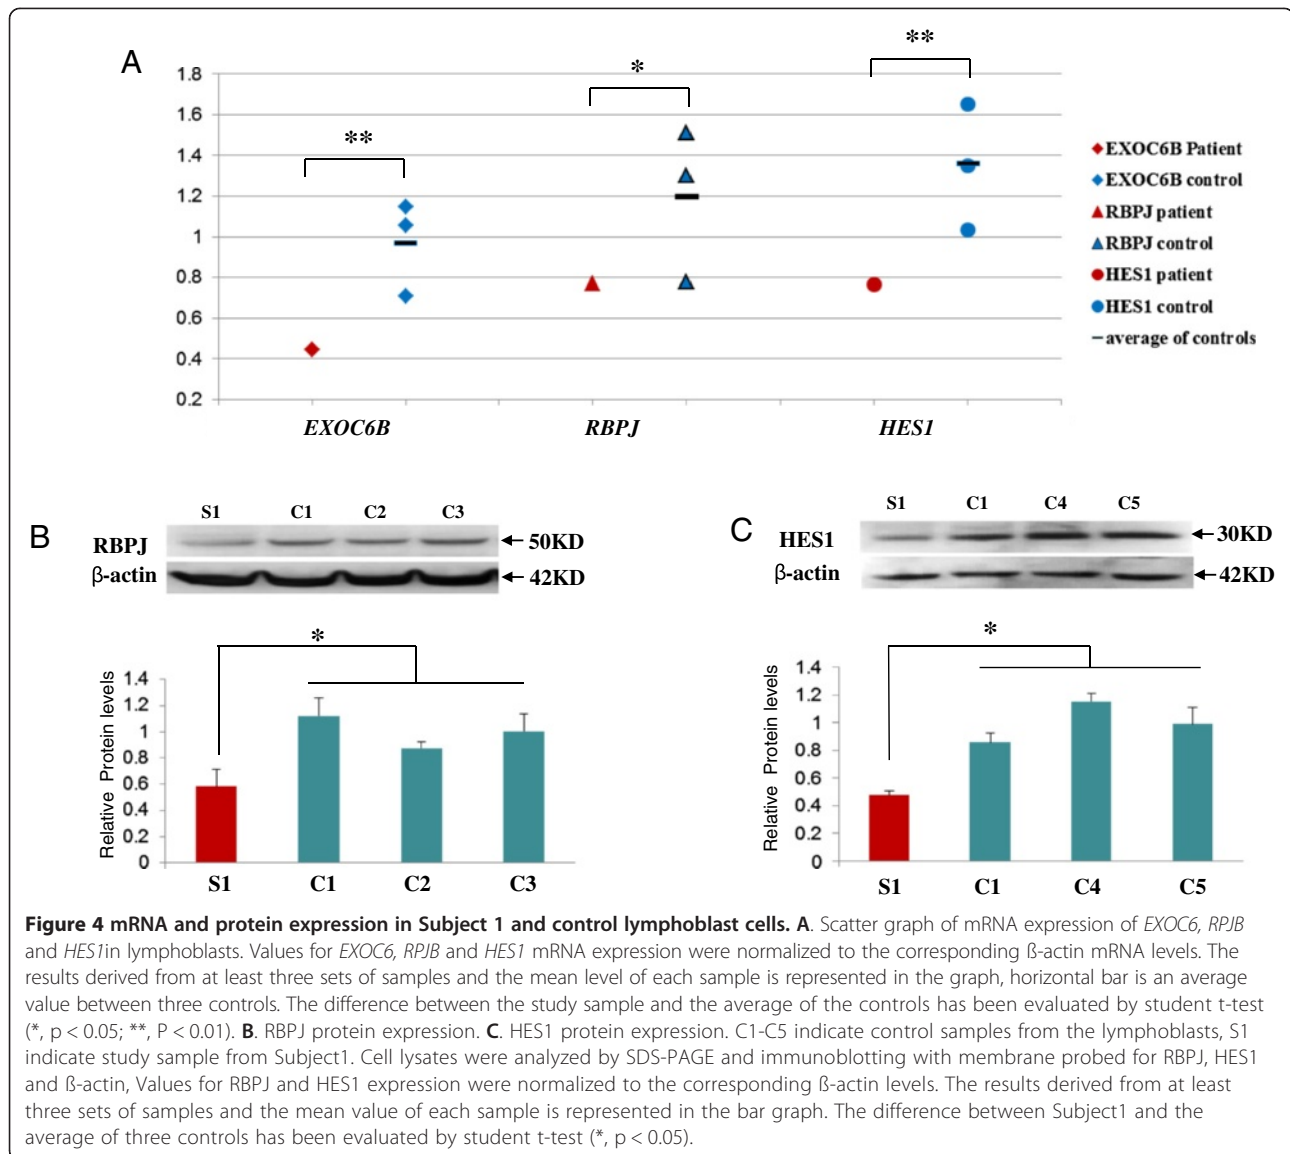 A
**
*
**
1.8
1.6
1.4
1.2
1
0.8
0.6
0.4
0.2
EXOC6B
RBPJ
HES1
EXOC6B Patient
EXOC6B control
RBPJ patient
RBPJ control
HES1 patient
HES1 control
average of controls
B
S1 C1 C2 C3
RBPJ
50KD
β-actin
42KD
*
Relative Protein levels
1.4
1.2
1
0.8
0.6
0.4
0.2
0
S1 C1 C2 C3
C
S1 C1 C4 C5
HES1
30KD
β-actin
42KD
*
Relative Protein levels
1.4
1.2
1
0.8
0.6
0.4
0.2
0
S1 C1 C4 C5
Figure 4 mRNA and protein expression in Subject 1 and control lymphoblast cells. A. Scatter graph of mRNA expression of EXOC6, RPJB
and HES1in lymphoblasts. Values for EXOC6, RPJB and HES1 mRNA expression were normalized to the corresponding ß-actin mRNA levels. The
results derived from at least three sets of samples and the mean level of each sample is represented in the graph, horizontal bar is an average
value between three controls. The difference between the study sample and the average of the controls has been evaluated by student t-test
(*, p < 0.05; **, P < 0.01). B. RBPJ protein expression. C. HES1 protein expression. C1-C5 indicate control samples from the lymphoblasts, S1
indicate study sample from Subject1. Cell lysates were analyzed by SDS-PAGE and immunoblotting with membrane probed for RBPJ, HES1
and ß-actin, Values for RBPJ and HES1 expression were normalized to the corresponding ß-actin levels. The results derived from at least
three sets of samples and the mean value of each sample is represented in the bar graph. The difference between Subject1 and the
average of three controls has been evaluated by student t-test (*, p < 0.05).